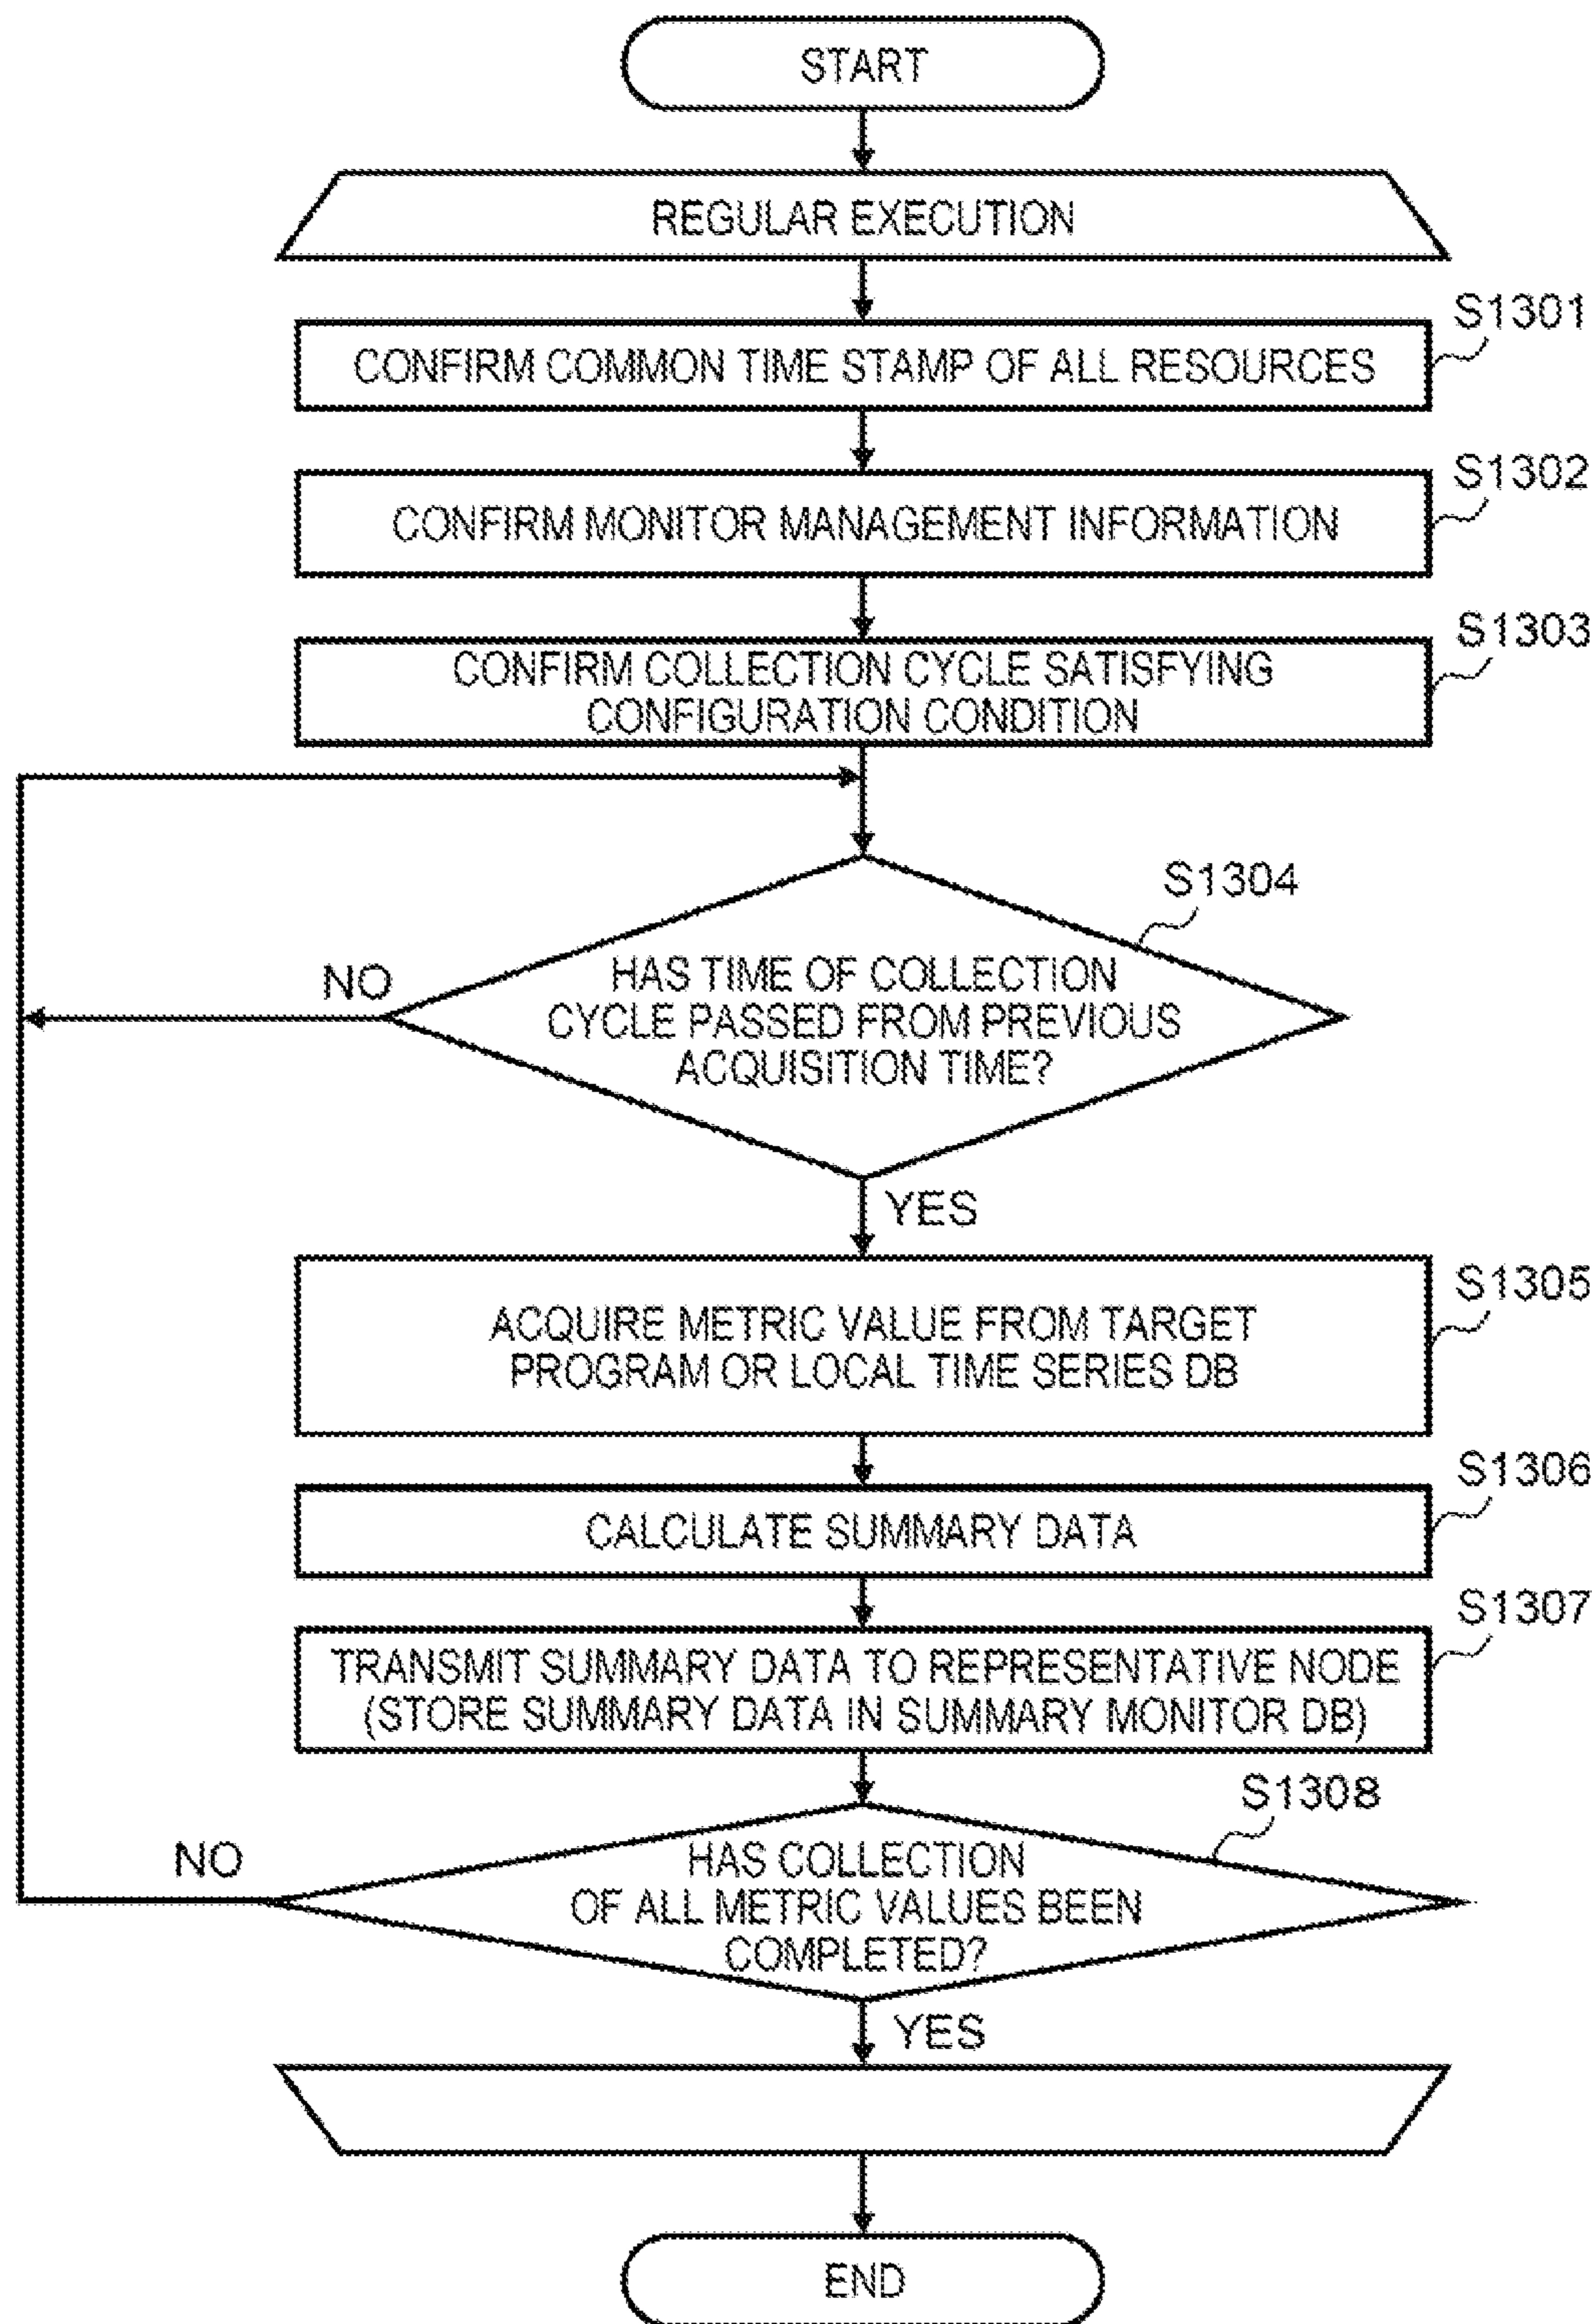 START
REGULAR EXECUTION
S1301
CONFIRM COMMON TIME STAMP OF ALL RESOURCES
S1302
CONFIRM MONITOR MANAGEMENT INFORMATION
S1303
CONFIRM COLLECTION CYCLE SATISFYING
CONFIGURATION CONDITION
S1304
NO
HAS TIME OF COLLECTION
CYCLE PASSED FROM PREVIOUS
ACQUISITION TIME?
YES
S1305
ACQUIRE METRIC VALUE FROM TARGET
PROGRAM OR LOCAL TIME SERIES DB
S1306
CALCULATE SUMMARY DATA
S1307
TRANSMIT SUMMARY DATA TO REPRESENTATIVE NODE
(STORE SUMMARY DATA IN SUMMARY MONITOR DB)
S1308
NO
HAS COLLECTION
OF ALL METRIC VALUES BEEN
COMPLETED?
YES
END